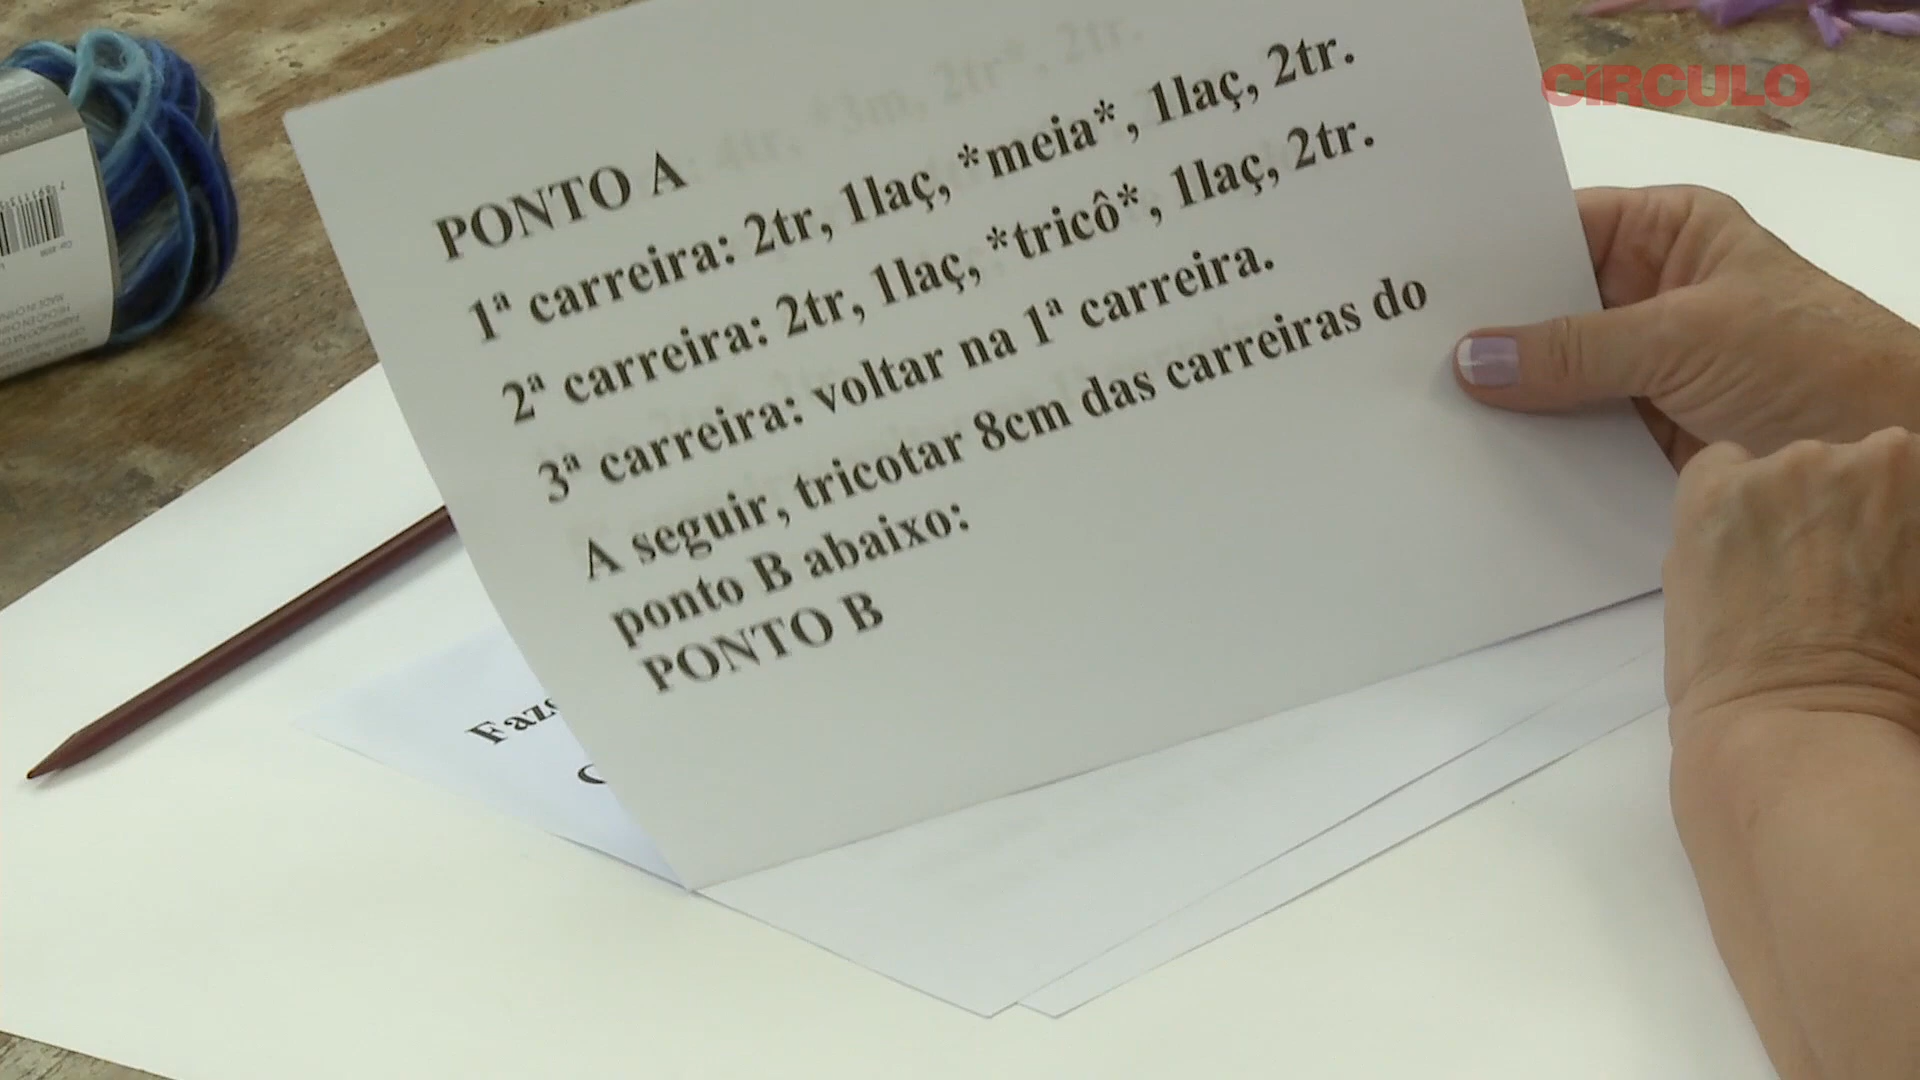 CÍRCULO
PONTO A
1ª carreira: 2tr, 1laç, *meia*, 1laç, 2tr.
2ª carreira: 2tr, 1laç, *tricô*, 1laç, 2tr.
3ª carreira: voltar na 1ª carreira.
A seguir, tricotar 8cm das carreiras do
ponto B abaixo:
PONTO B